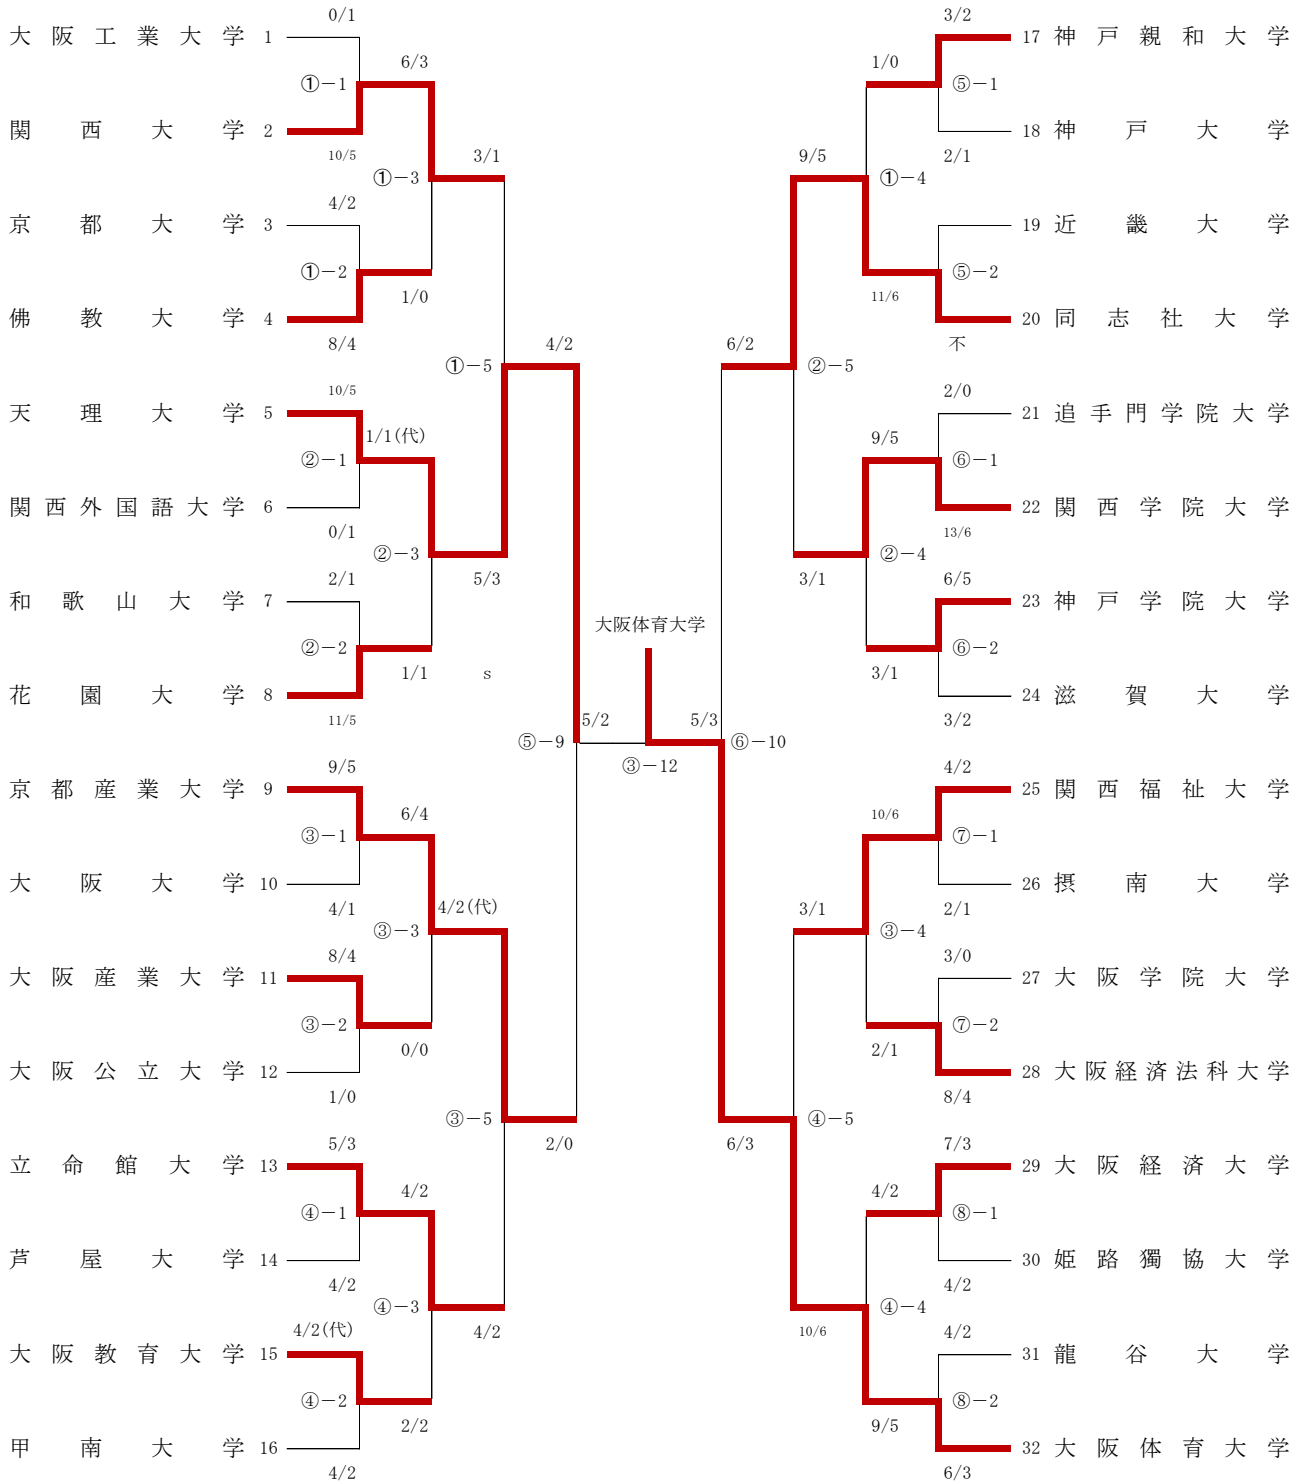 0/1
大阪工業大学 1
①－1
6/3
関西大学 2
10/5
①－3
3/1
4/2
京都大学 3
①－2
1/0
佛教大学 4
8/4
①－5
4/2
10/5
天理大学 5
1/1(代)
②－1
関西外国語大学 6
0/1
②－3
5/3
2/1
和歌山大学 7
②－2
1/1
s
花園大学 8
11/5
⑤－9
5/2
9/5
京都産業大学 9
6/4
③－1
大阪大学 10
4/1
4/2(代)
③－3
8/4
大阪産業大学 11
③－2
0/0
大阪公立大学 12
1/0
③－5
2/0
5/3
立命館大学 13
4/2
④－1
芦屋大学 14
4/2
④－3
4/2
4/2(代)
大阪教育大学 15
④－2
2/2
甲南大学 16
4/2
大阪体育大学
③－12
3/2
17 神戸親和大学
1/0
⑤－1
18 神戸大学
2/1
9/5
①－4
19 近畿大学
⑤－2
11/6
20 同志社大学
不
6/2
②－5
2/0
21 追手門学院大学
9/5
⑥－1
22 関西学院大学
13/6
②－4
3/1
6/5
23 神戸学院大学
⑥－2
3/1
24 滋賀大学
3/2
5/3
⑥－10
4/2
25 関西福祉大学
10/6
⑦－1
26 摂南大学
2/1
3/1
③－4
3/0
27 大阪学院大学
⑦－2
2/1
28 大阪経済法科大学
8/4
④－5
6/3
7/3
29 大阪経済大学
4/2
⑧－1
30 姫路獨協大学
4/2
④－4
10/6
4/2
31 龍谷大学
⑧－2
9/5
32 大阪体育大学
6/3